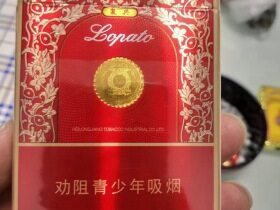 Lopato
HEILONGJIANG TOBACCO INDUSTRIAL CO.,LTD.
劝阻青少年吸烟